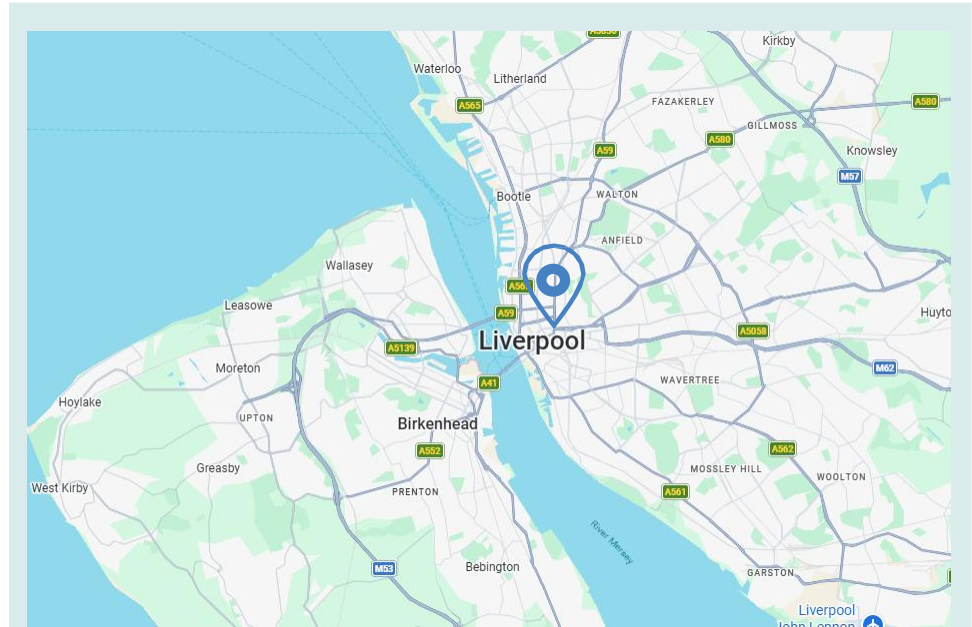 Kirkby
Waterloo
Litherland
FAZAKERLEY
A565
A580
GILLMOSS
A59
A580
Knowsley
M57
Bootle
WALTON
ANFIELD
Wallasey
Leasowe
A59
Huyto
Liverpool
A5058
A5139
Moreton
M62
A41
WAVERTREE
Hoylake
UPTON
Birkenhead
A552
A562
Greasby
MOSSLEY HILL
WOOLTON
West Kirby
PRENTON
A561
River Mersey
M53
Bebington
GARSTON
Liverpool
John Lennon